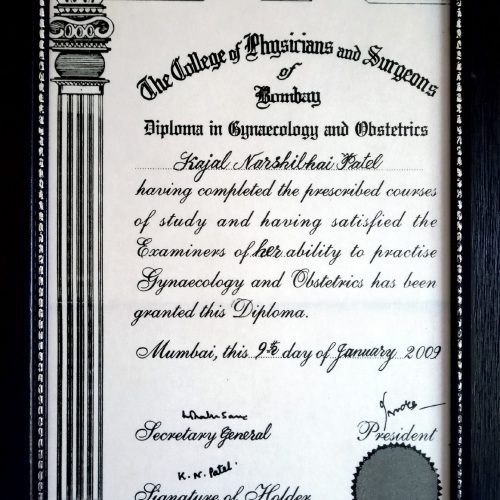 The College of Physicians and Surgeons
of
Bombay
Diploma in Gynaecology and Obstetrics
Kajal Narshibhai Patel
having completed the prescribed courses
of study and having satisfied the
Examiners of her ability to practise
Gynaecology and Obstetrics has been
granted this Diploma.
Mumbai, this 9th day of January 2009
Secretary General
President
K. N. Patel
Signature of Holder